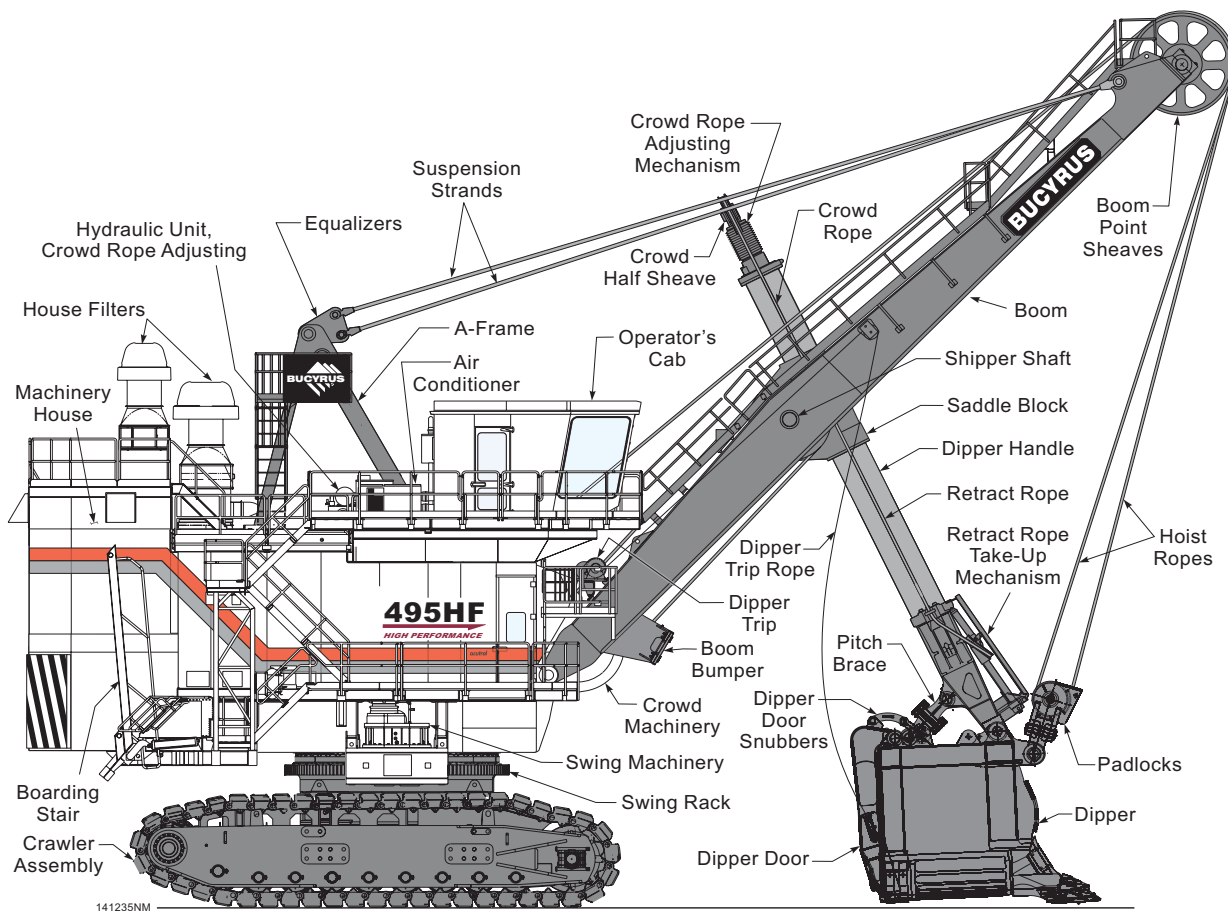 Crowd Rope
Adjusting
Mechanism
Suspension
Strands
Crowd
Rope
BUCYRUS
Boom
Point
Sheaves
Equalizers
Hydraulic Unit,
Crowd Rope Adjusting
Crowd
Half Sheave
House Filters
A-Frame
Operator's
Cab
Boom
Air
Conditioner
Shipper Shaft
BUCYRUS
Machinery
House
Saddle Block
Dipper Handle
Retract Rope
Dipper
Trip Rope
Retract Rope
Take-Up
Mechanism
Hoist
Ropes
495HF
HIGH PERFORMANCE
Dipper
Trip
Pitch
Brace
Boom
Bumper
Dipper
Door
Snubbers
Crowd
Machinery
Swing Machinery
Padlocks
Boarding
Stair
Swing Rack
Dipper
Crawler
Assembly
Dipper Door
141235NM